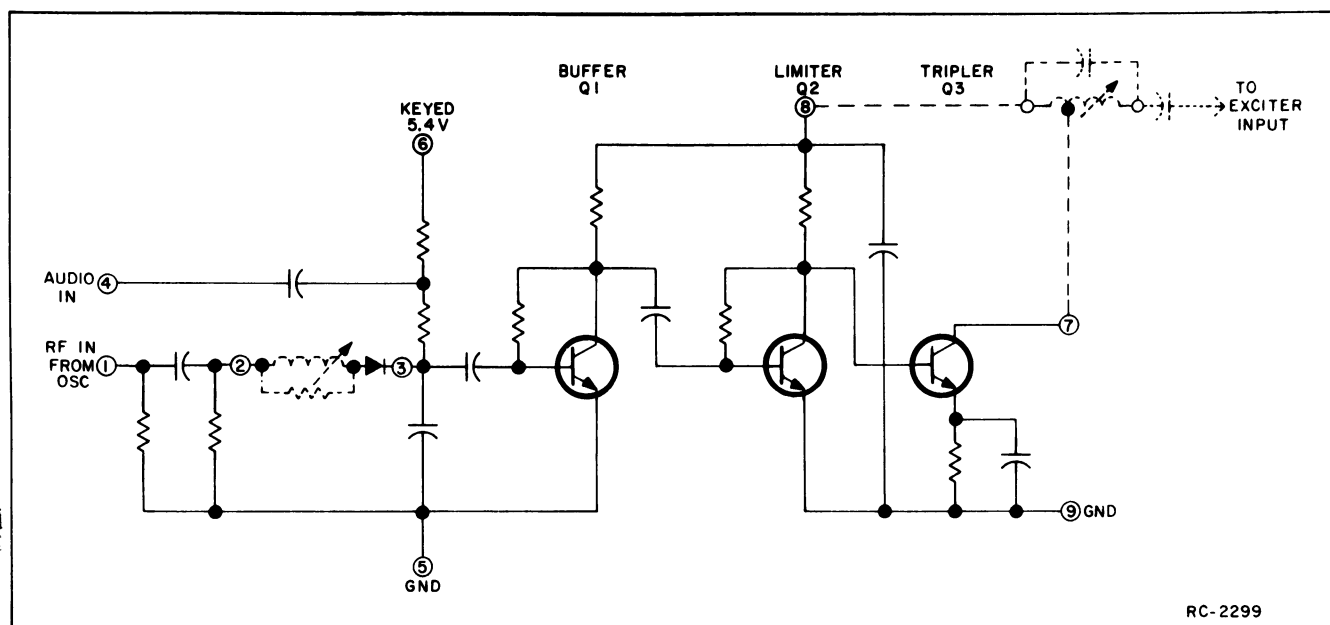 BUFFER
Q1
LIMITER
Q2
8
TRIPLER
Q3
TO
EXCITER
INPUT
KEYED
5.4V
6
AUDIO 4
IN
RF IN
FROM 1
OSC
2
3
7
5
GND
9 GND
RC-2299